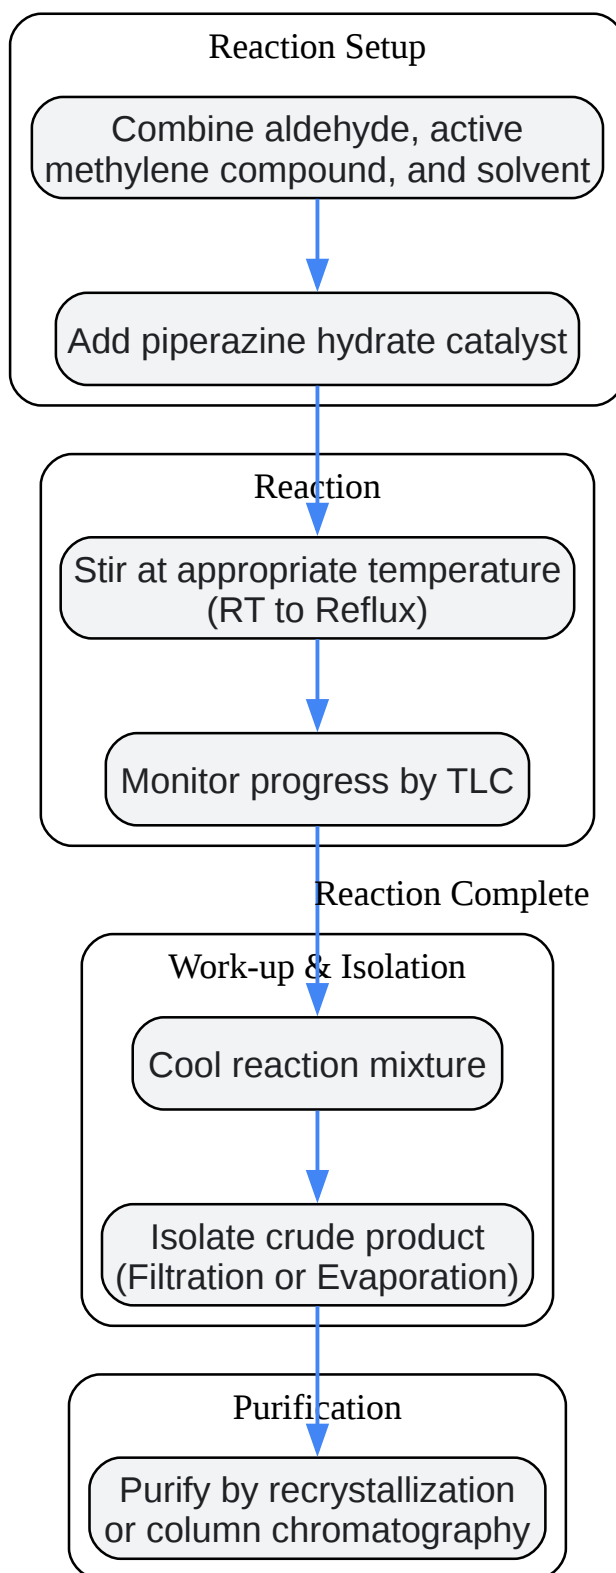 Reaction Setup
Combine aldehyde, active
methylene compound, and solvent
Add piperazine hydrate catalyst
Reaction
Stir at appropriate temperature
(RT to Reflux)
Monitor progress by TLC
Reaction Complete
Work-up & Isolation
Cool reaction mixture
Isolate crude product
(Filtration or Evaporation)
Purification
Purify by recrystallization
or column chromatography